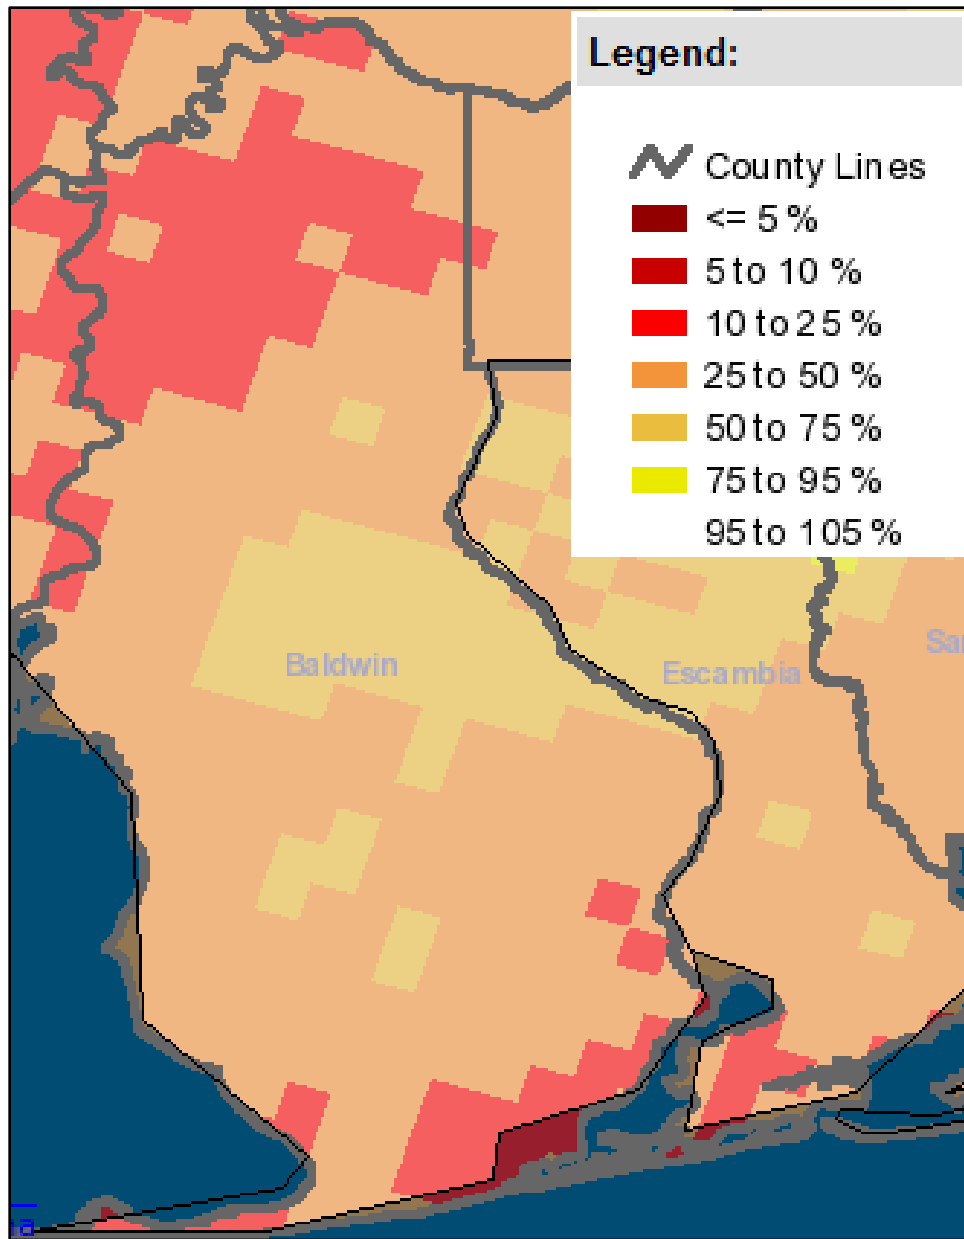 Legend:
County Lines
<= 5 %
5 to 10 %
10 to 25 %
25 to 50 %
50 to 75 %
75 to 95 %
95 to 105 %
San
Baldwin
Escambia
a